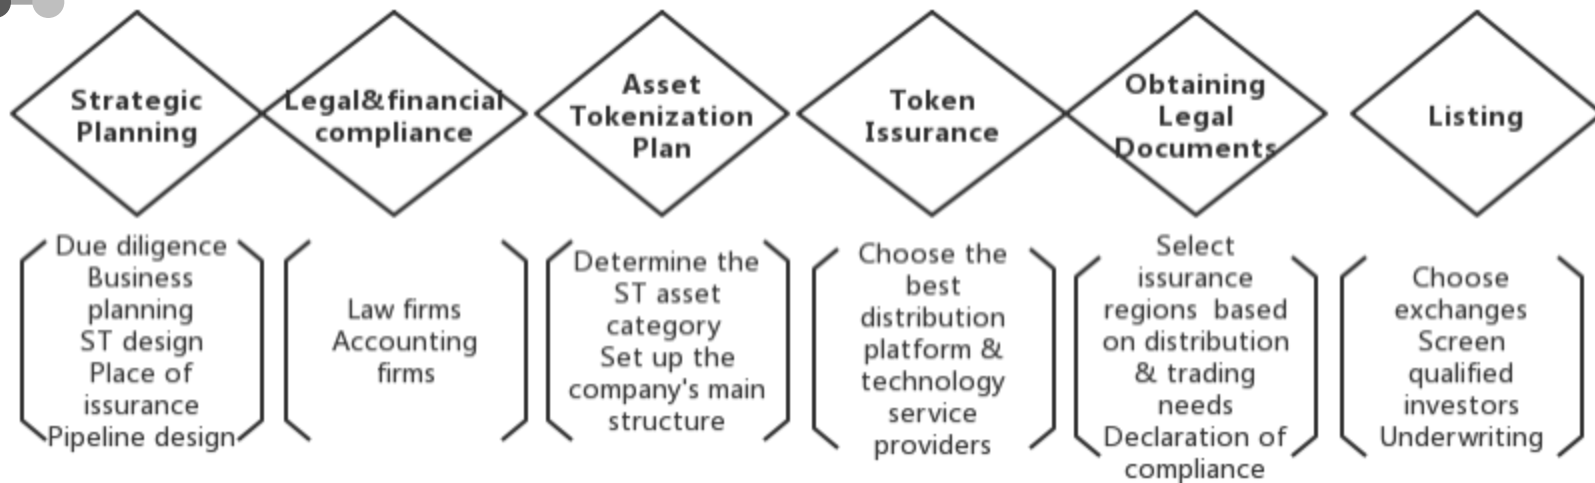 Strategic
Planning
Legal&financial
compliance
Asset
Tokenization
Plan
Token
Issurance
Obtaining
Legal
Documents
Listing
Due diligence
Business
planning
ST design
Place of
issurance
Pipeline design
Law firms
Accounting
firms
Determine the
ST asset
category
Set up the
company's main
structure
Choose the
best
distribution
platform &
technology
service
providers
Select
issurance
regions based
on distribution
& trading
needs
Declaration of
compliance
Choose
exchanges
Screen
qualified
investors
Underwriting